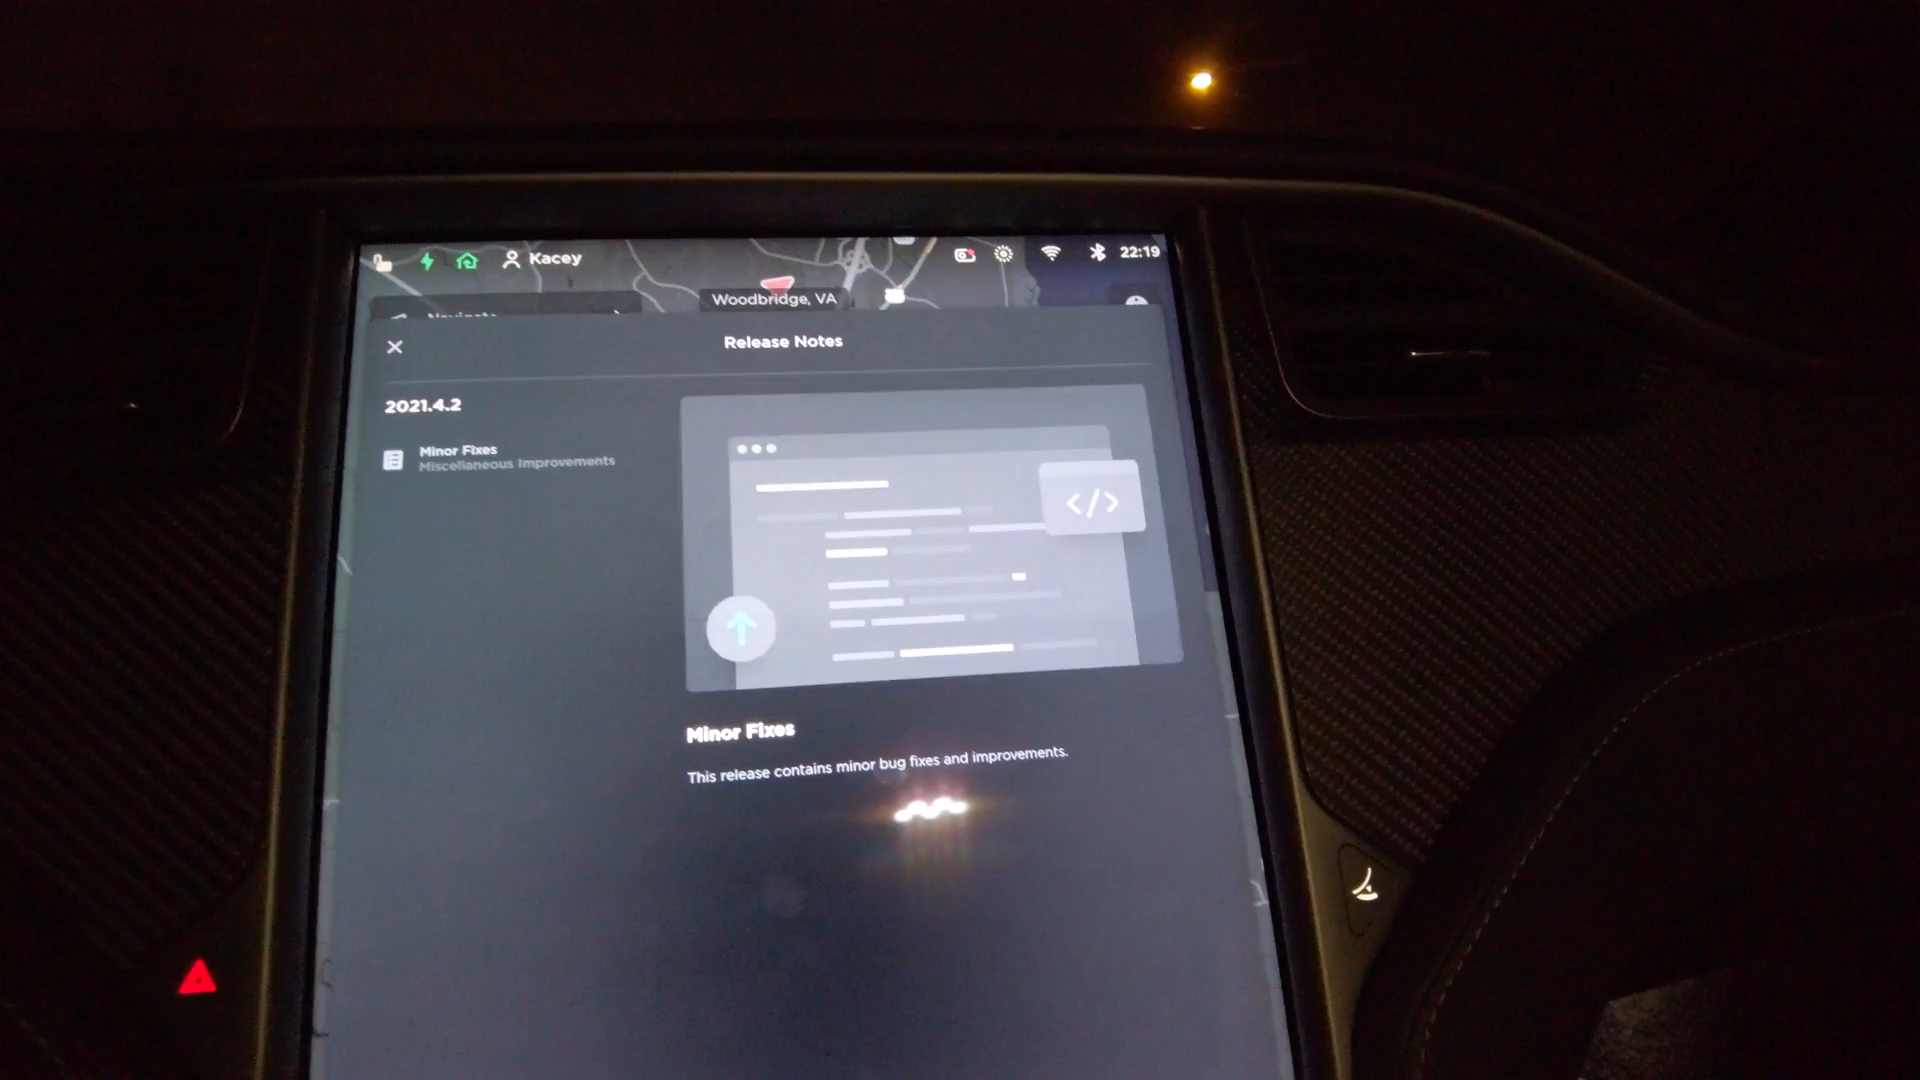 Kacey
22:19
Woodbridge, VA
Navigate
Release Notes
2021.4.2
Minor Fixes
Miscellaneous Improvements
</>
Minor Fixes
This release contains minor bug fixes and improvements.